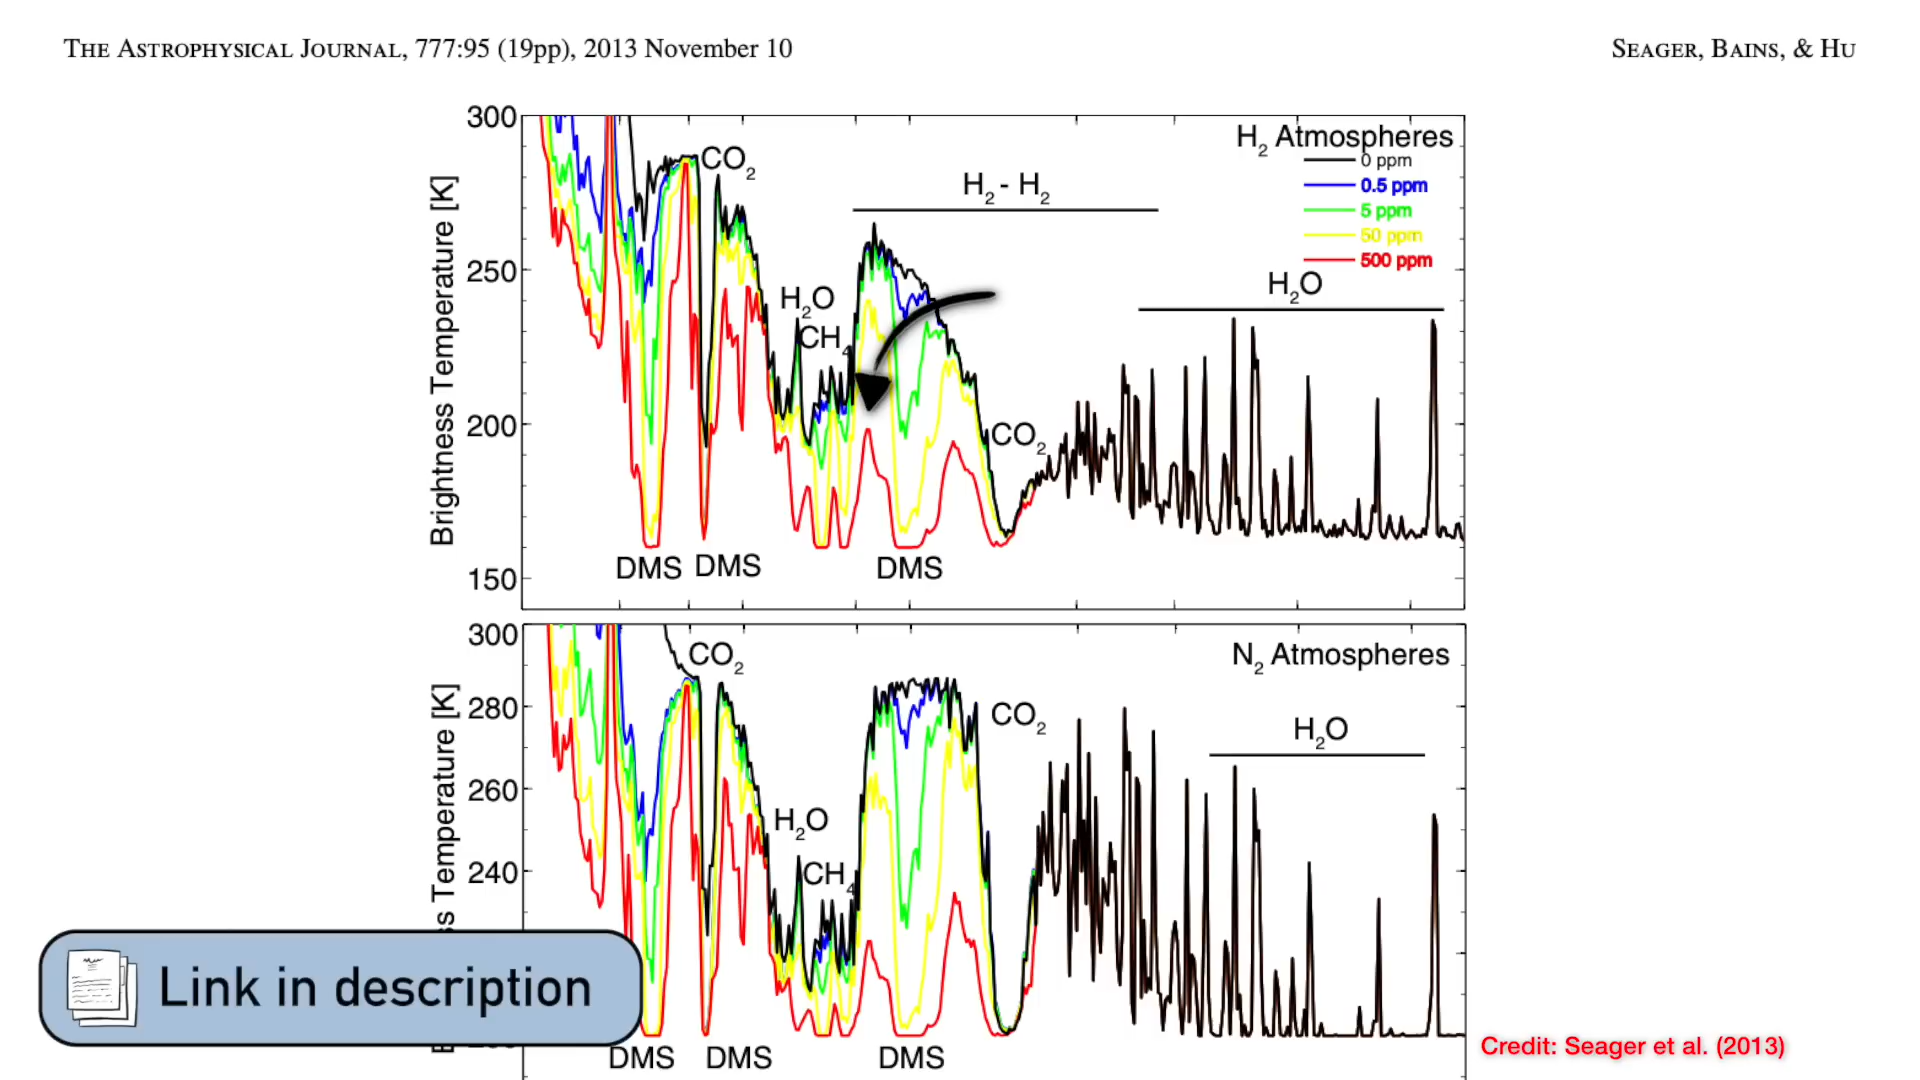 THE ASTROPHYSICAL JOURNAL, 777:95 (19pp), 2013 November 10
SEAGER, BAINS, & HU
300
250
200
150
Brightness Temperature [K]
H2 Atmospheres
0 ppm
0.5 ppm
5 ppm
50 ppm
500 ppm
CO2
H2 - H2
H2O
CH4
H2O
CO2
DMS
DMS
DMS
300
280
260
240
ss Temperature [K]
N2 Atmospheres
CO2
CO2
H2O
H2O
CH4
DMS
DMS
DMS
Link in description
Credit: Seager et al. (2013)